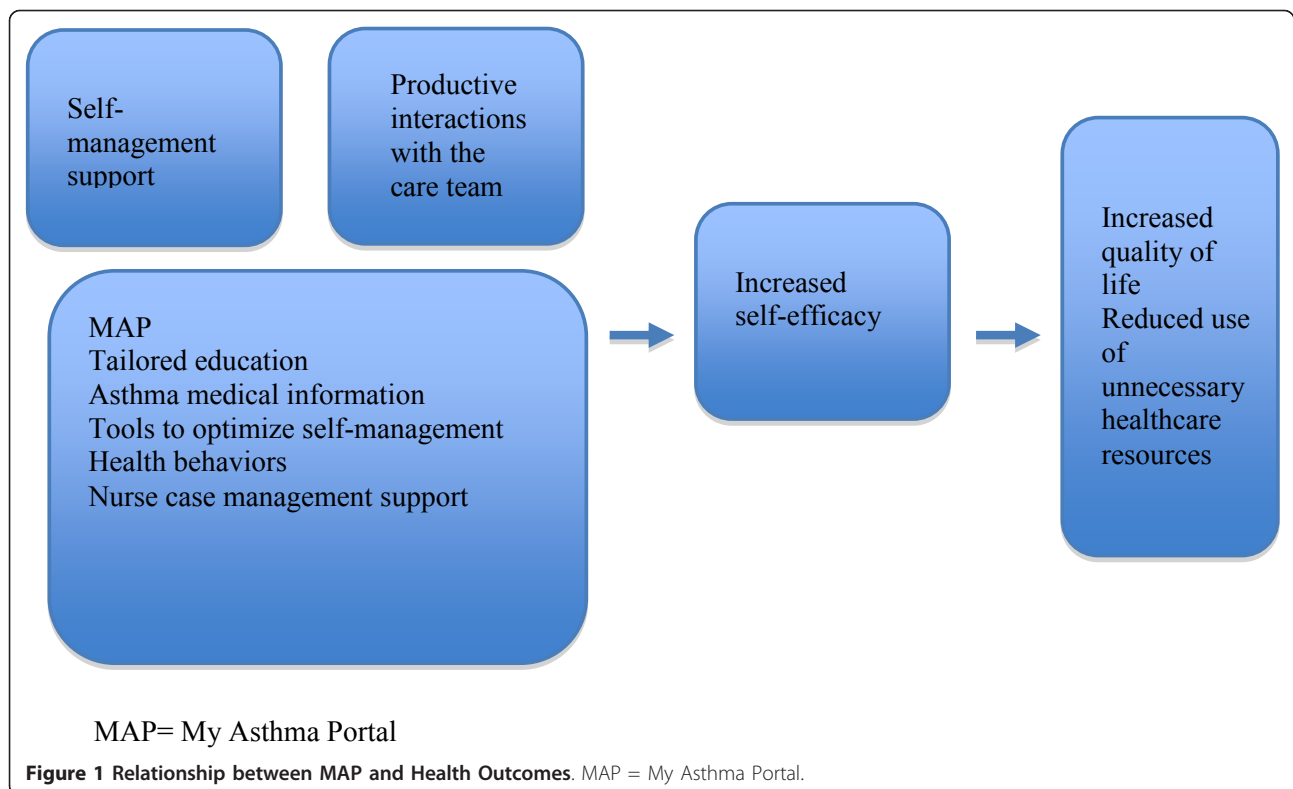 Self-
management
support
Productive
interactions
with the
care team
MAP
Tailored education
Asthma medical information
Tools to optimize self-management
Health behaviors
Nurse case management support
Increased
self-efficacy
Increased
quality of
life
Reduced use
of
unnecessary
healthcare
resources
MAP= My Asthma Portal
Figure 1 Relationship between MAP and Health Outcomes. MAP = My Asthma Portal.